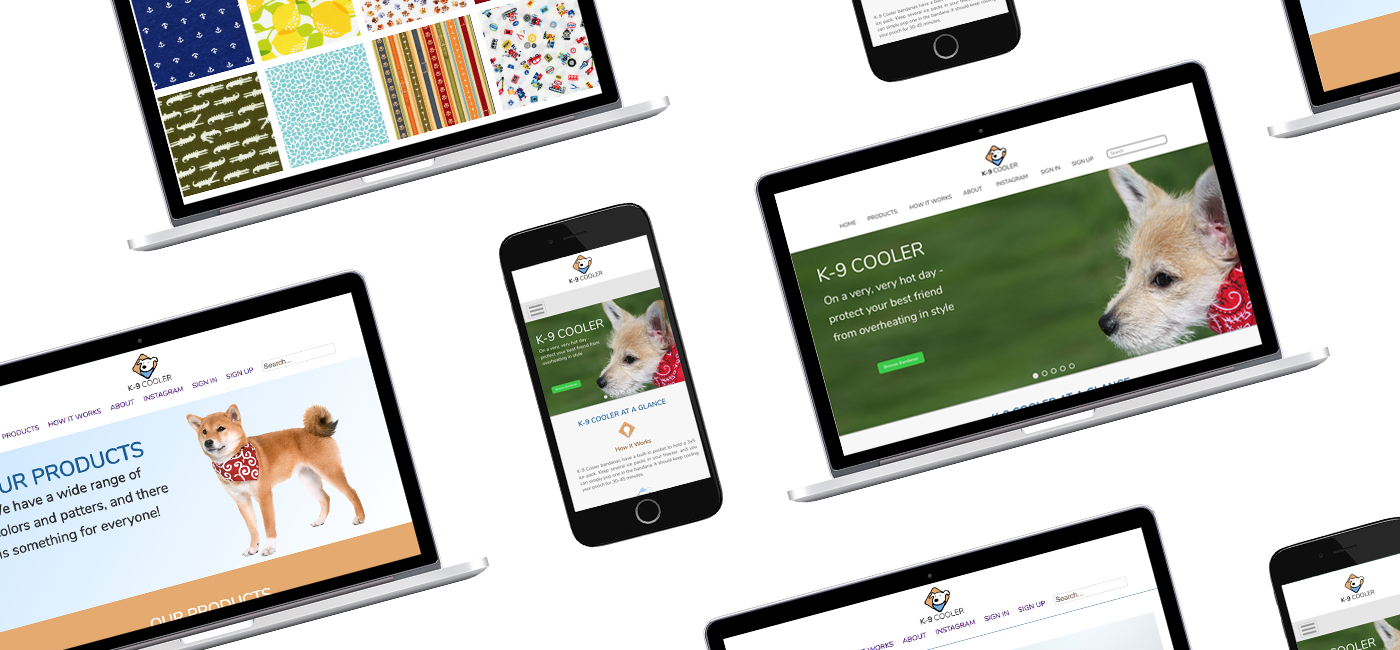 K-9 Cooler bandanas have a built-in pocket to hold a 3x5
ice pack. Keep several ice packs in your freezer, and you
can simply pop one in the bandana. It should keep cooling
your pooch for 30-45 minutes.
K-9 COOLER
HOME PRODUCTS HOW IT WORKS ABOUT INSTAGRAM SIGN IN SIGN UP Search
K-9 COOLER
On a very, very hot day -
protect your best friend
from overheating in style
Browse Bandanas
K-9 COOLER AT A GLANCE
K-9 COOLER
K-9 COOLER
On a very, very hot day -
protect your best friend from
overheating in style
Browse Bandanas
K-9 COOLER AT A GLANCE
How it Works
K-9 Cooler bandanas have a built-in pocket to hold a 3x5
ice pack. Keep several ice packs in your freezer, and you
can simply pop one in the bandana. It should keep cooling
your pooch for 30-45 minutes.
K-9 COOLER
PRODUCTS HOW IT WORKS ABOUT INSTAGRAM SIGN IN SIGN UP Search...
UR PRODUCTS
e have a wide range of
olors and patters, and there
is something for everyone!
OUR PRODUCTS
K-9 COOLER
WORKS ABOUT INSTAGRAM SIGN IN SIGN UP Search...
K-9 COOLER
K-9 COOLER